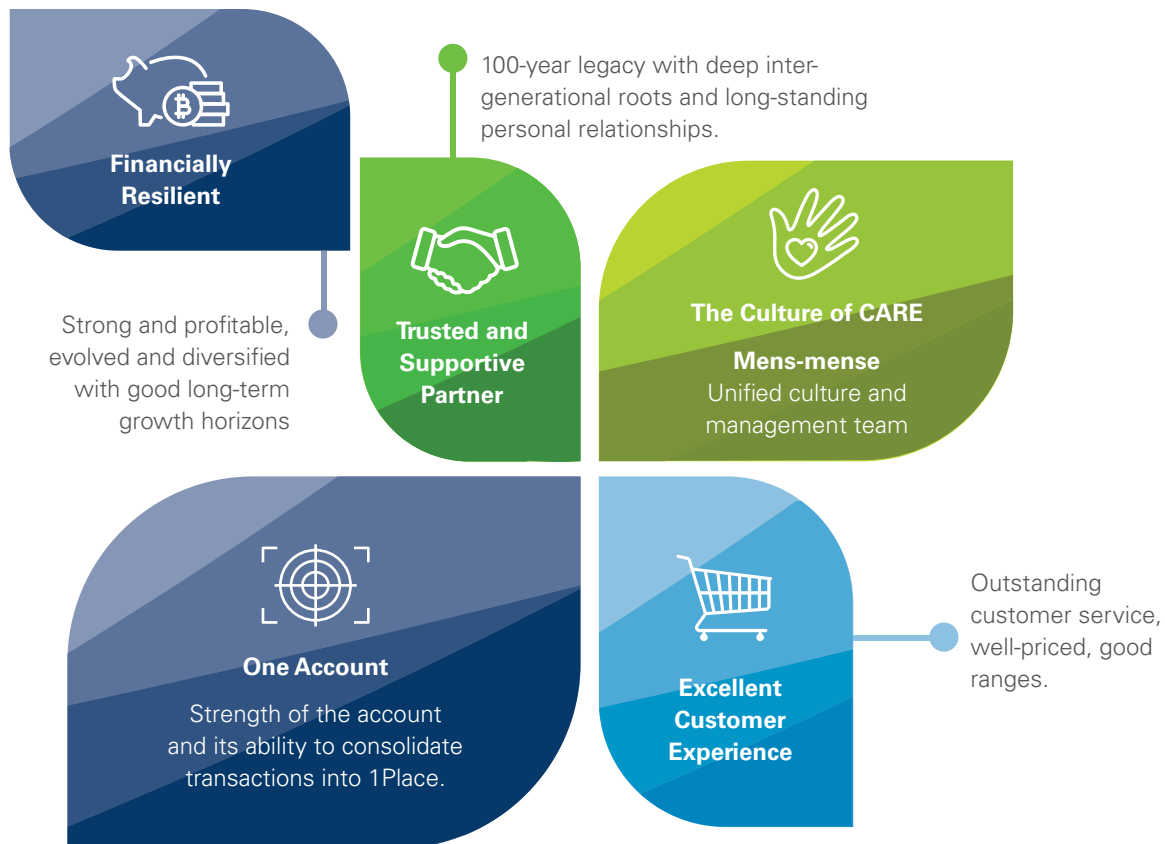 Financially
Resilient
Strong and profitable,
evolved and diversified
with good long-term
growth horizons
100-year legacy with deep inter-
generational roots and long-standing
personal relationships.
Trusted and
Supportive
Partner
The Culture of CARE
Mens-mense
Unified culture and
management team
One Account
Strength of the account
and its ability to consolidate
transactions into 1Place.
Excellent
Customer
Experience
Outstanding
customer service,
well-priced, good
ranges.